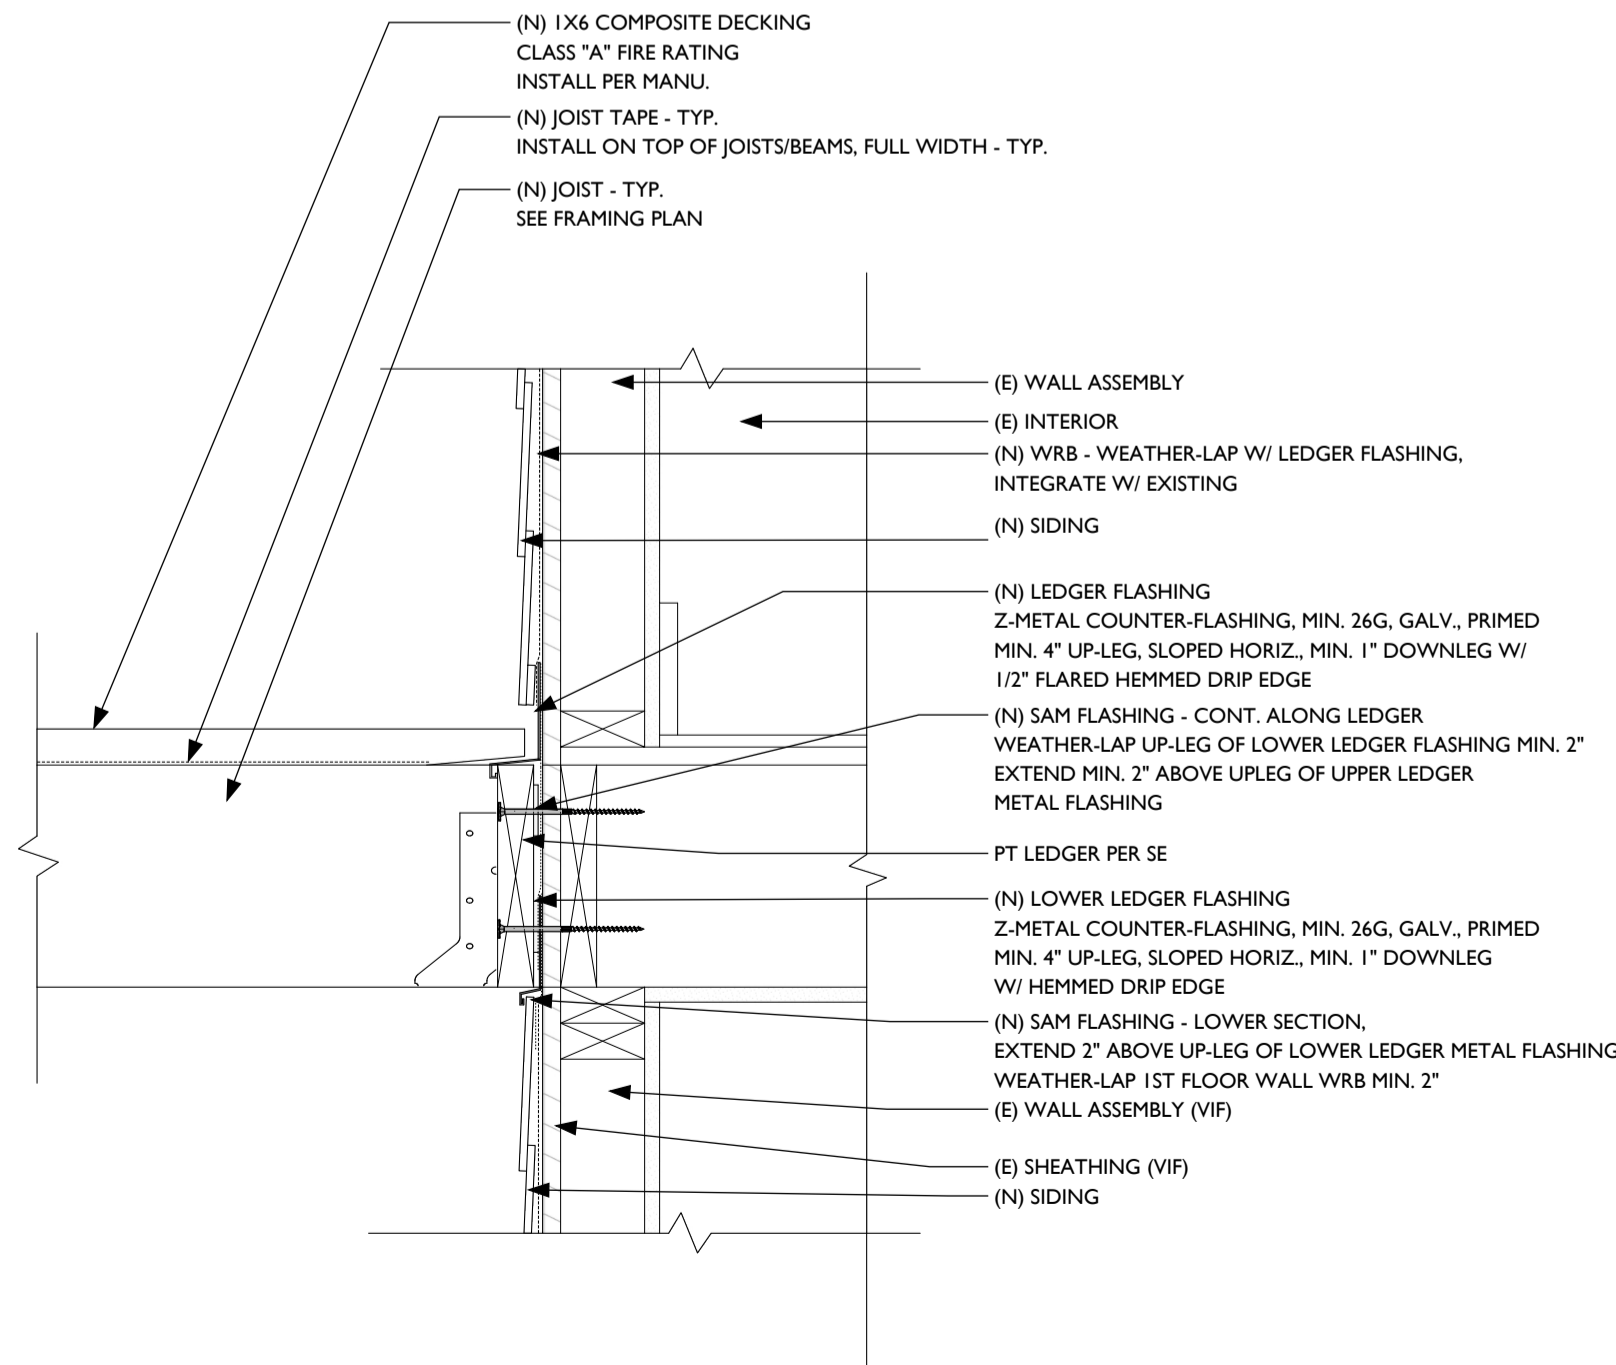 (N) 1X6 COMPOSITE DECKING
CLASS "A" FIRE RATING
INSTALL PER MANU.
(N) JOIST TAPE - TYP.
INSTALL ON TOP OF JOISTS/BEAMS, FULL WIDTH - TYP.
(N) JOIST - TYP.
SEE FRAMING PLAN
(E) WALL ASSEMBLY
(E) INTERIOR
(N) WRB - WEATHER-LAP W/ LEDGER FLASHING,
INTEGRATE W/ EXISTING
(N) SIDING
(N) LEDGER FLASHING
Z-METAL COUNTER-FLASHING, MIN. 26G, GALV., PRIMED
MIN. 4" UP-LEG, SLOPED HORIZ., MIN. 1" DOWNLEG W/
1/2" FLARED HEMMED DRIP EDGE
(N) SAM FLASHING - CONT. ALONG LEDGER
WEATHER-LAP UP-LEG OF LOWER LEDGER FLASHING MIN. 2"
EXTEND MIN. 2" ABOVE UPLEG OF UPPER LEDGER
METAL FLASHING
PT LEDGER PER SE
(N) LOWER LEDGER FLASHING
Z-METAL COUNTER-FLASHING, MIN. 26G, GALV., PRIMED
MIN. 4" UP-LEG, SLOPED HORIZ., MIN. 1" DOWNLEG
W/ HEMMED DRIP EDGE
(N) SAM FLASHING - LOWER SECTION,
EXTEND 2" ABOVE UP-LEG OF LOWER LEDGER METAL FLASHING
WEATHER-LAP 1ST FLOOR WALL WRB MIN. 2"
(E) WALL ASSEMBLY (VIF)
(E) SHEATHING (VIF)
(N) SIDING